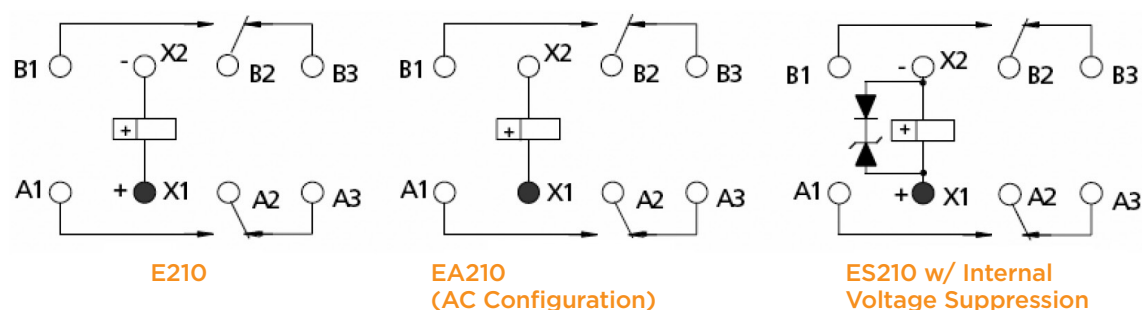 B1 - X2 B2 B3
+
A1 + X1 A2 A3
E210
B1 X2 B2 B3
+
A1 X1 A2 A3
EA210
(AC Configuration)
B1 - X2 B2 B3
+
A1 + X1 A2 A3
ES210 w/ Internal
Voltage Suppression